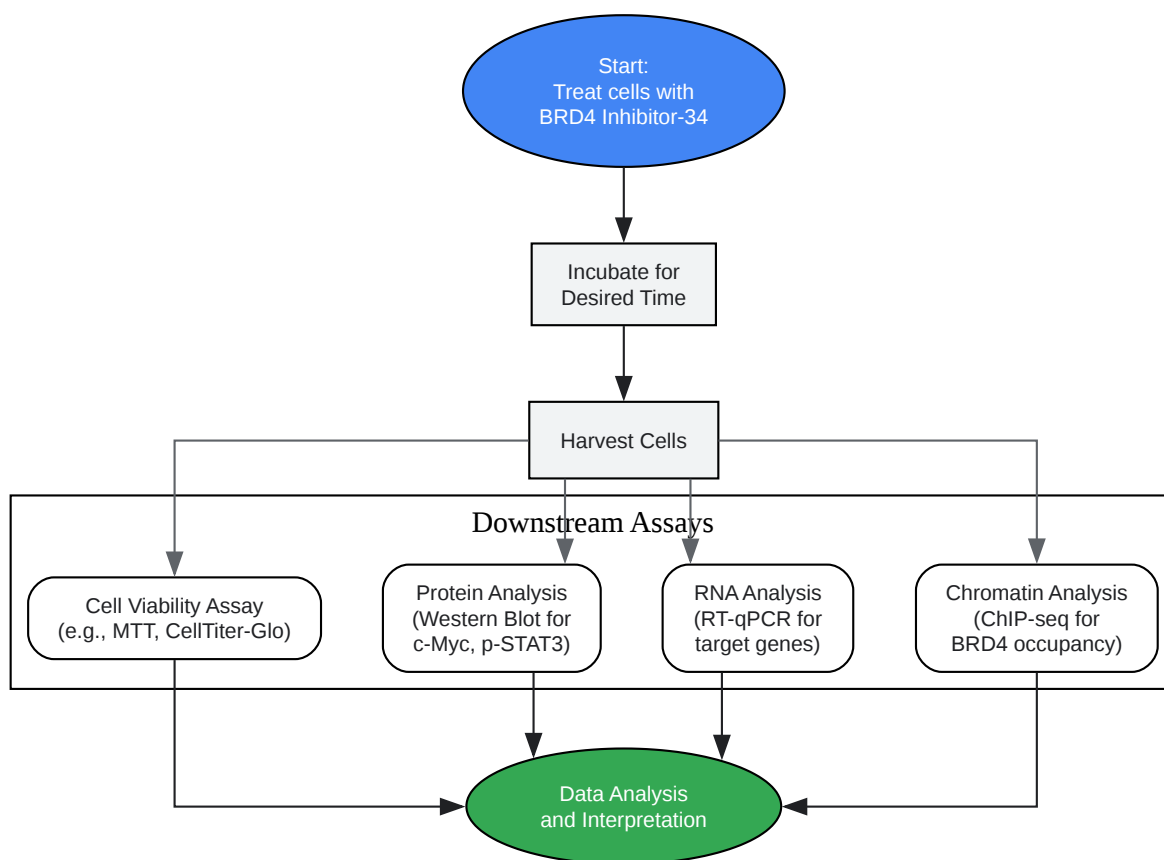 Start:
Treat cells with
BRD4 Inhibitor-34
Incubate for
Desired Time
Harvest Cells
Downstream Assays
Cell Viability Assay
(e.g., MTT, CellTiter-Glo)
Protein Analysis
(Western Blot for
c-Myc, p-STAT3)
RNA Analysis
(RT-qPCR for
target genes)
Chromatin Analysis
(ChIP-seq for
BRD4 occupancy)
Data Analysis
and Interpretation